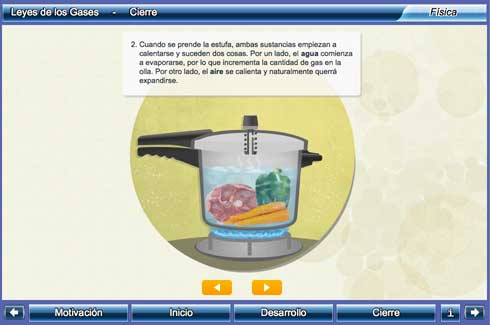 Leyes de los Gases - Cierre
Física
2. Cuando se prende la estufa, ambas sustancias empiezan a
calentarse y suceden dos cosas. Por un lado, el agua comienza
a evaporarse, por lo que incrementa la cantidad de gas en la
olla. Por otro lado, el aire se calienta y naturalmente querrá
expandirse.
Motivación
Inicio
Desarrollo
Cierre
i